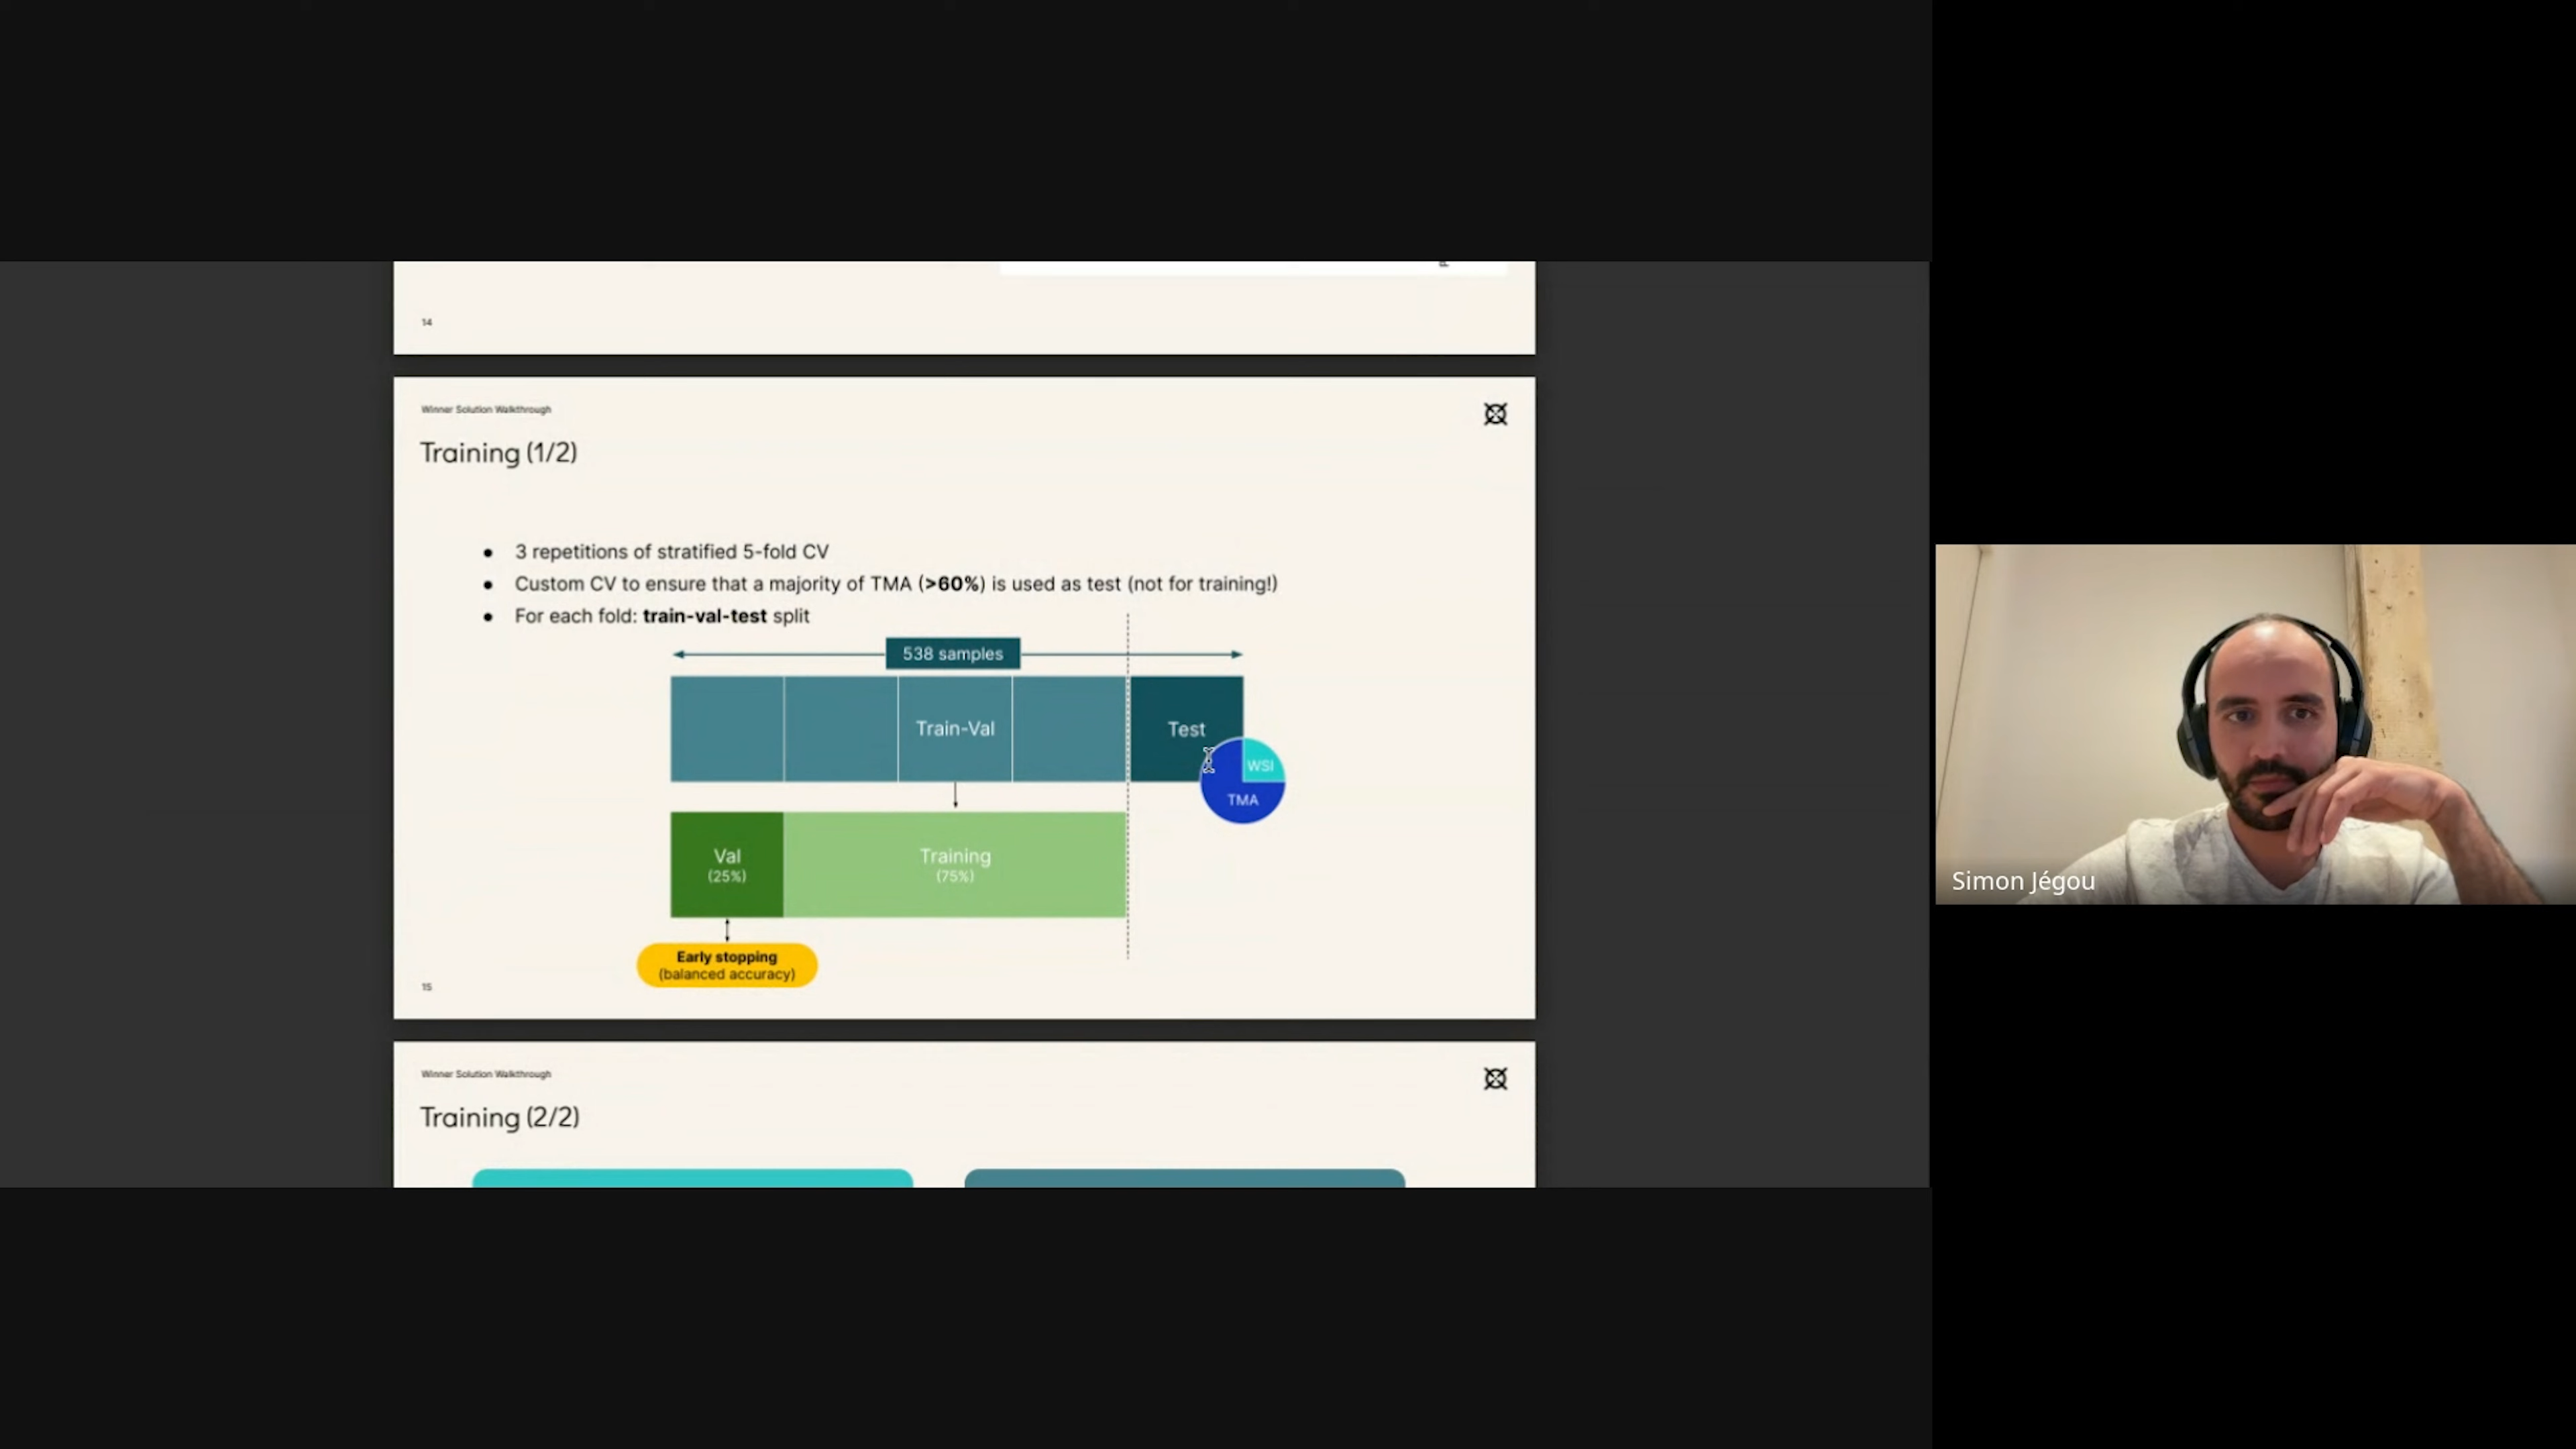 14
Winner Solution Walkthrough
Training (1/2)
● 3 repetitions of stratified 5-fold CV
● Custom CV to ensure that a majority of TMA (>60%) is used as test (not for training!)
● For each fold: train-val-test split
538 samples
Train-Val
Test
WSI
TMA
Val
(25%)
Training
(75%)
Early stopping
(balanced accuracy)
15
Winner Solution Walkthrough
Training (2/2)
Simon Jégou